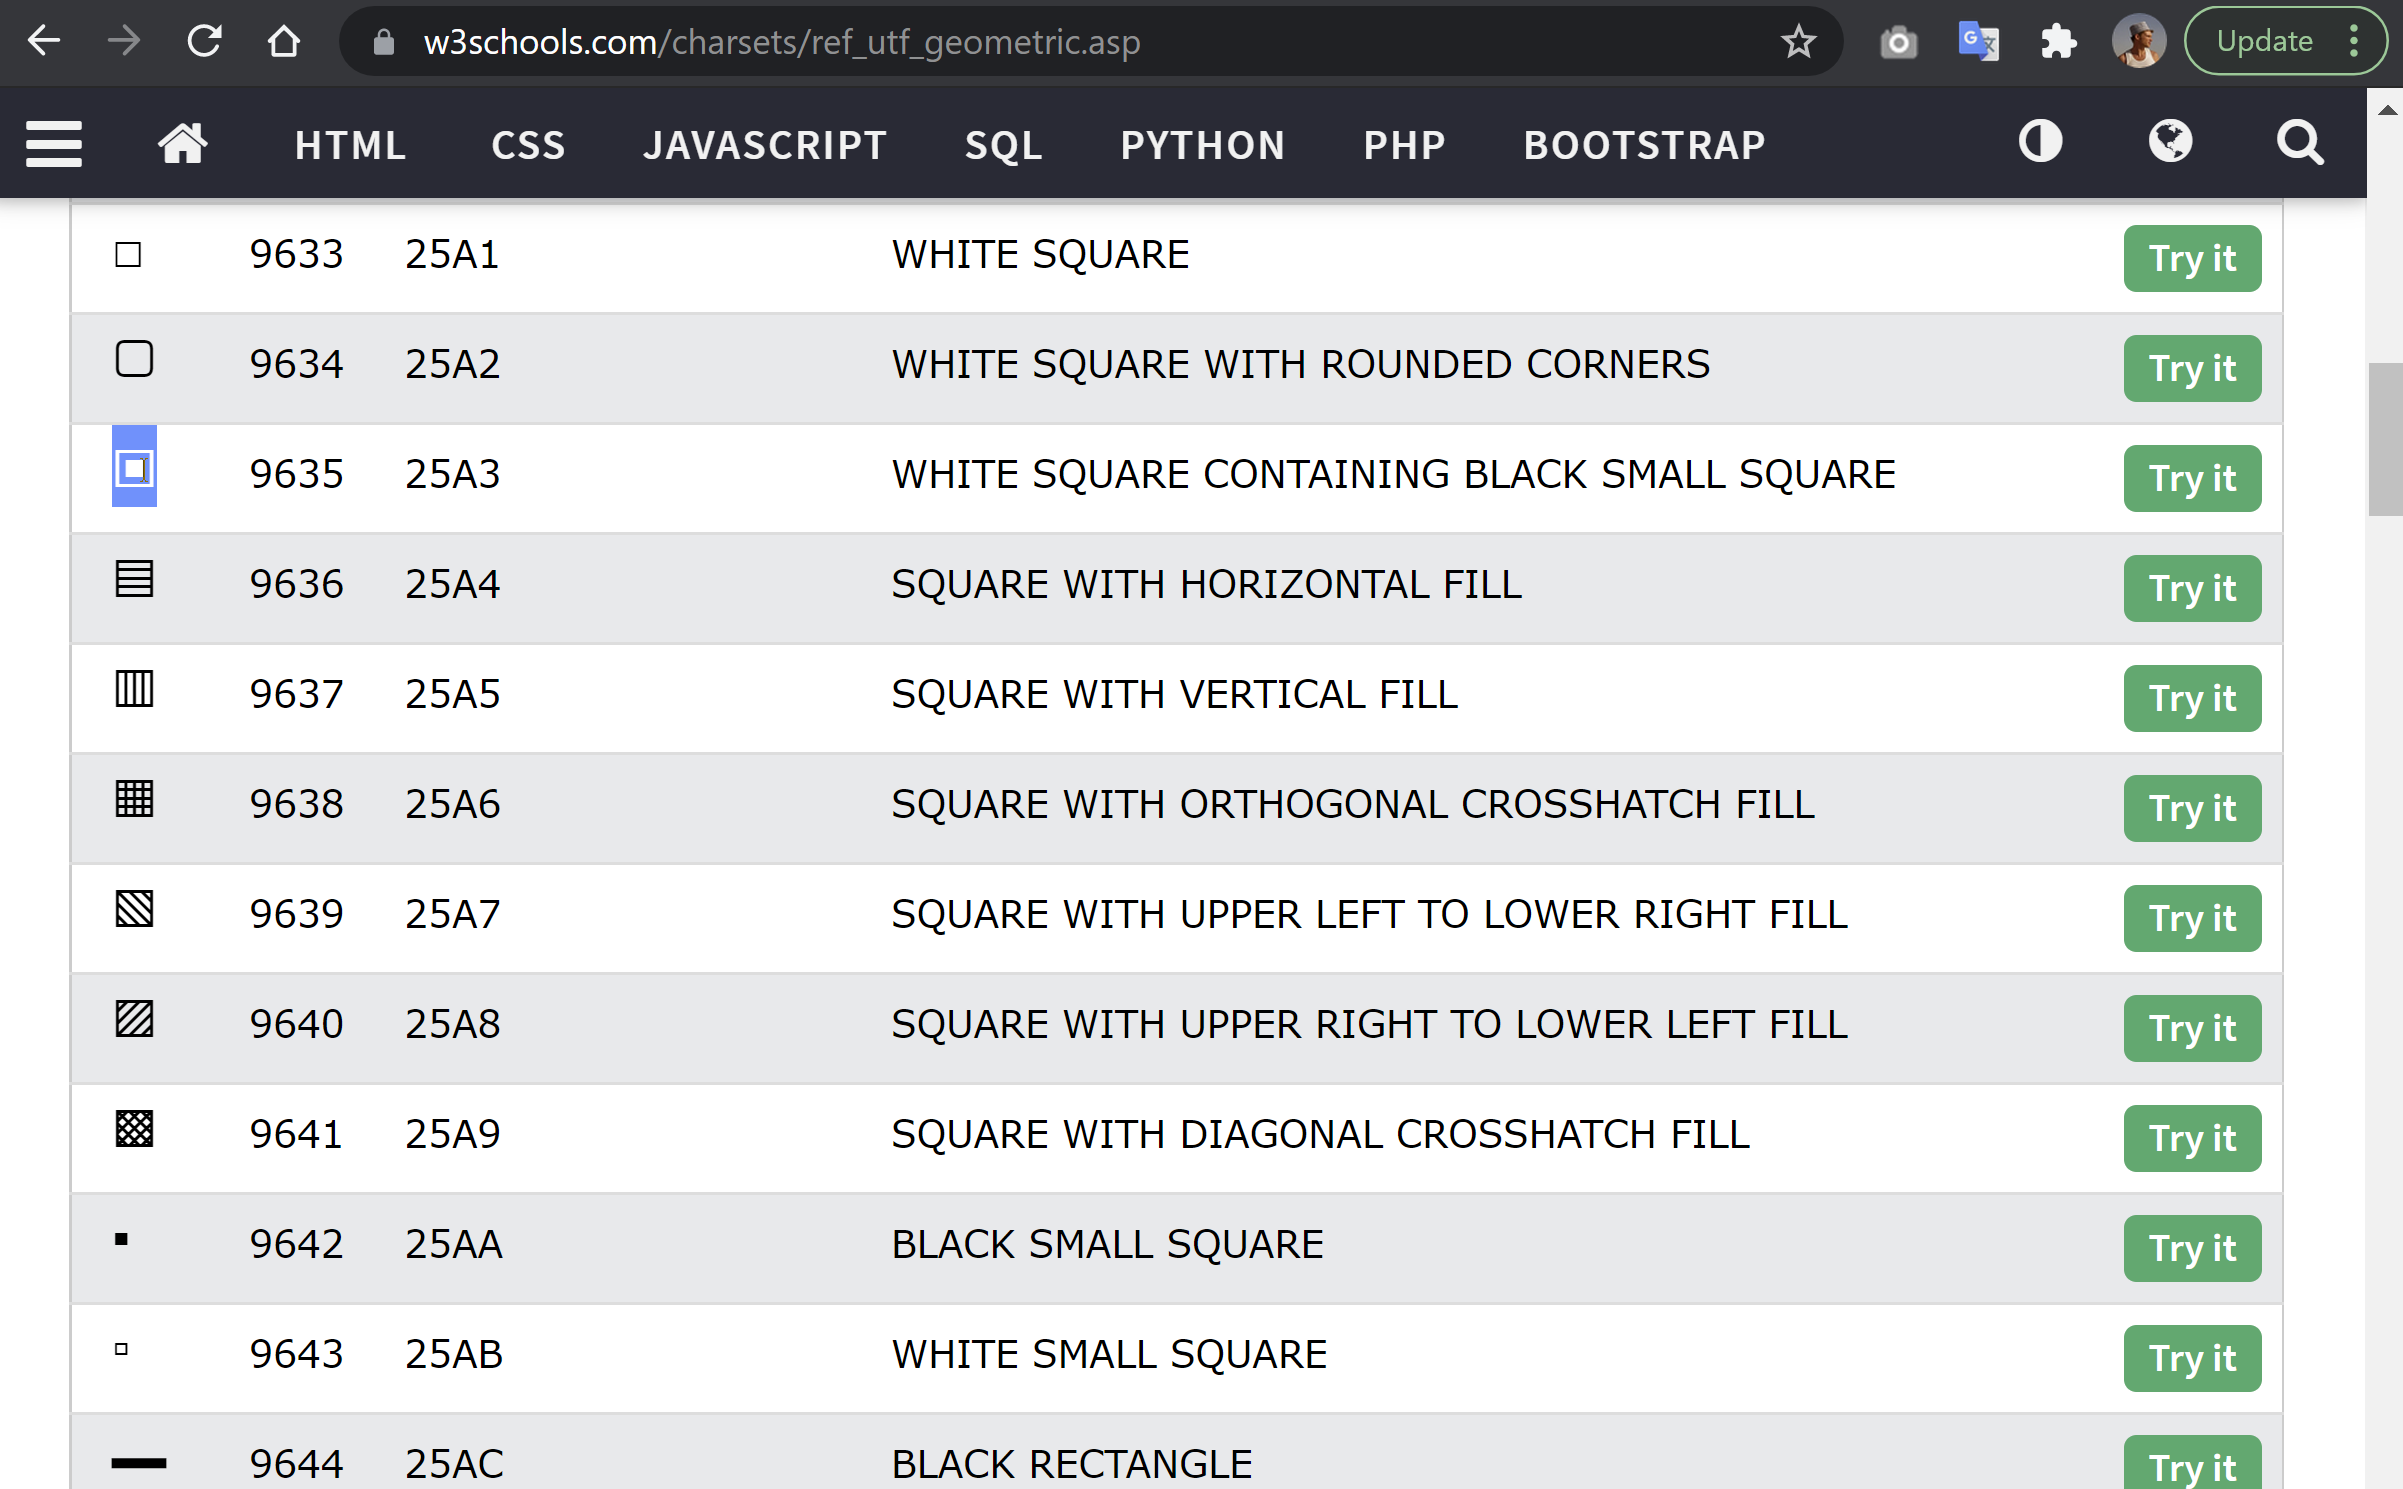 w3schools.com/charsets/ref_utf_geometric.asp Update
HTML CSS JAVASCRIPT SQL PYTHON PHP BOOTSTRAP
□ 9633 25A1 WHITE SQUARE Try it
▢ 9634 25A2 WHITE SQUARE WITH ROUNDED CORNERS Try it
▣ 9635 25A3 WHITE SQUARE CONTAINING BLACK SMALL SQUARE Try it
▤ 9636 25A4 SQUARE WITH HORIZONTAL FILL Try it
▥ 9637 25A5 SQUARE WITH VERTICAL FILL Try it
▦ 9638 25A6 SQUARE WITH ORTHOGONAL CROSSHATCH FILL Try it
▧ 9639 25A7 SQUARE WITH UPPER LEFT TO LOWER RIGHT FILL Try it
▨ 9640 25A8 SQUARE WITH UPPER RIGHT TO LOWER LEFT FILL Try it
▩ 9641 25A9 SQUARE WITH DIAGONAL CROSSHATCH FILL Try it
▪ 9642 25AA BLACK SMALL SQUARE Try it
▫ 9643 25AB WHITE SMALL SQUARE Try it
▬ 9644 25AC BLACK RECTANGLE Try it